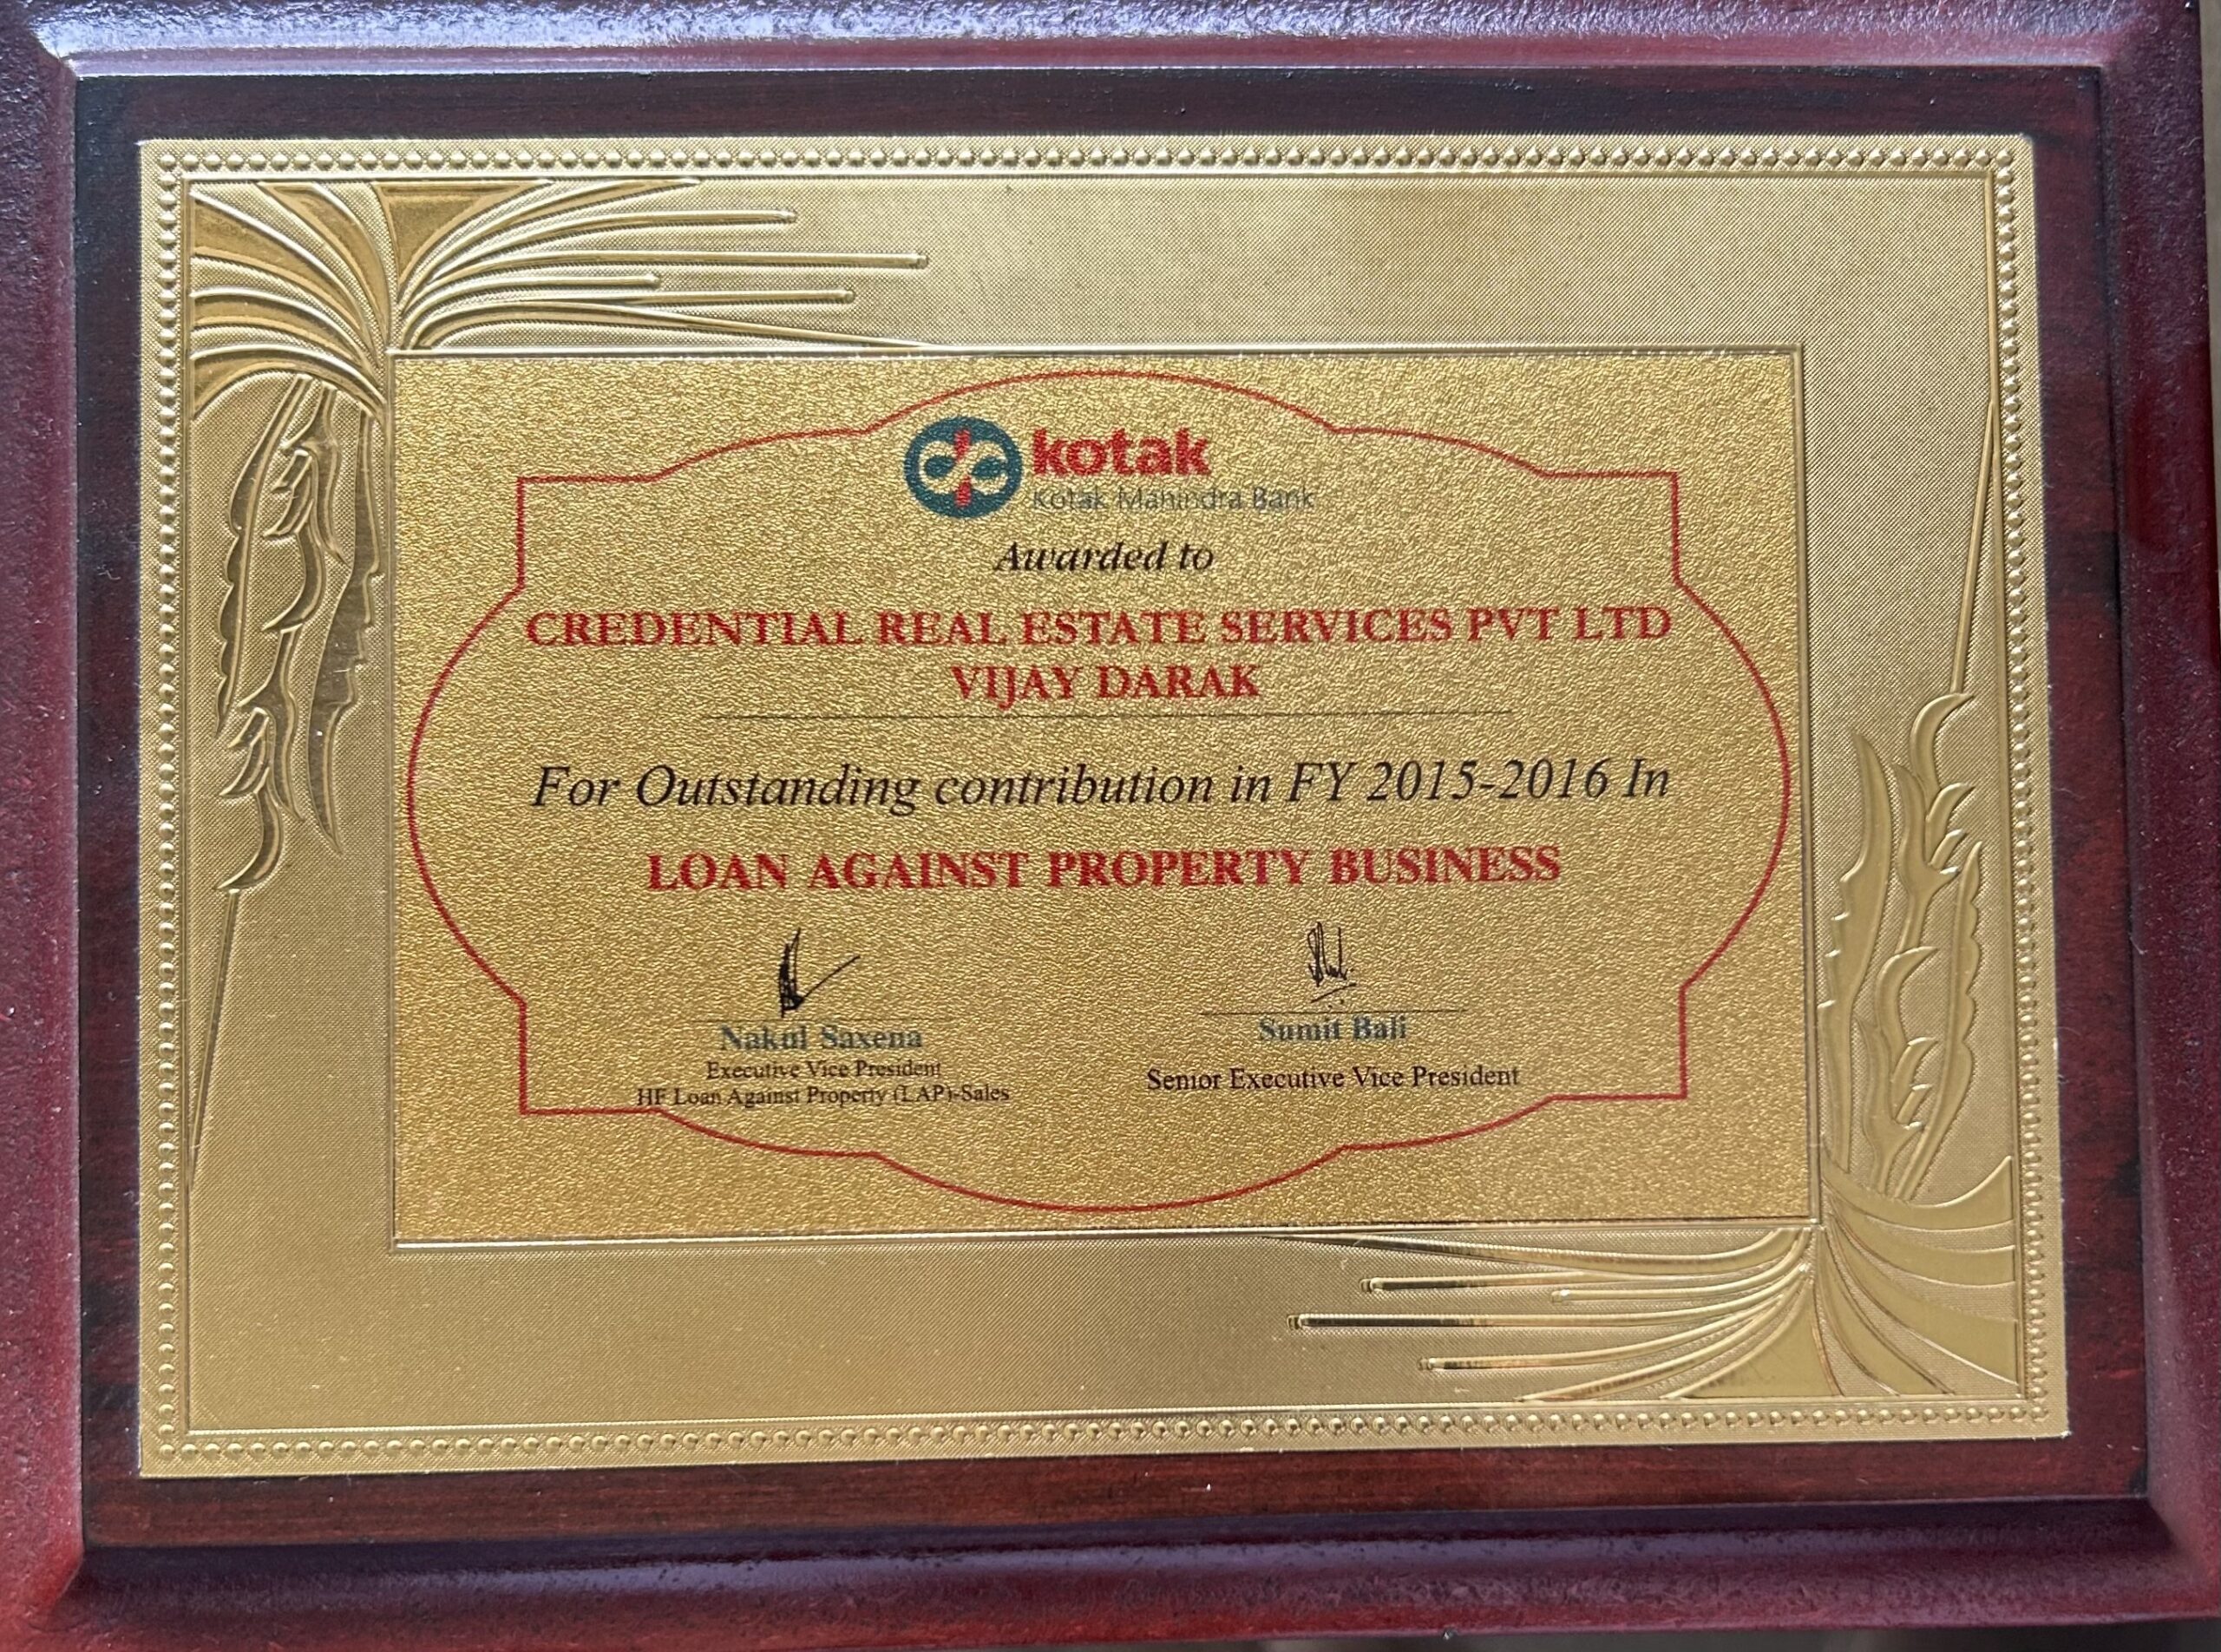 kotak
Kotak Mahindra Bank
Awarded to
CREDENTIAL REAL ESTATE SERVICES PVT LTD
VIJAY DARAK
For Outstanding contribution in FY 2015-2016 In
LOAN AGAINST PROPERTY BUSINESS
Nakul Saxena
Executive Vice President
HF Loan Against Property (LAP)-Sales
Sumit Bali
Senior Executive Vice President